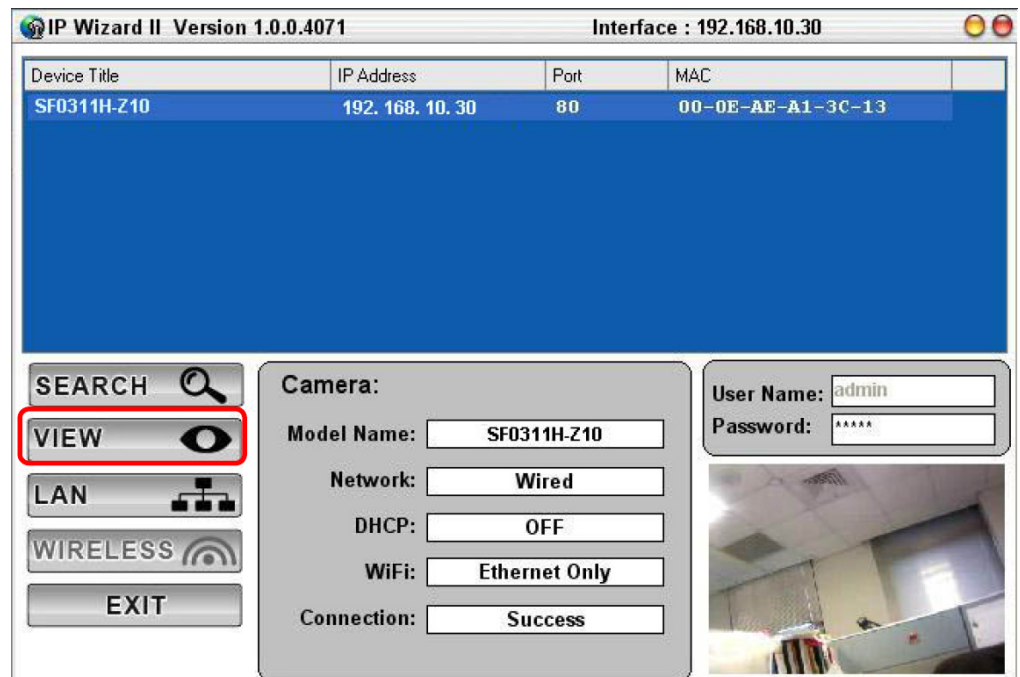 IP Wizard II Version 1.0.0.4071 Interface : 192.168.10.30
Device Title IP Address Port MAC
SF0311H-Z10 192. 168. 10. 30 80 00-0E-AE-A1-3C-13
SEARCH
VIEW
LAN
WIRELESS
EXIT
Camera:
Model Name: SF0311H-Z10
Network: Wired
DHCP: OFF
WiFi: Ethernet Only
Connection: Success
User Name: admin
Password: *****